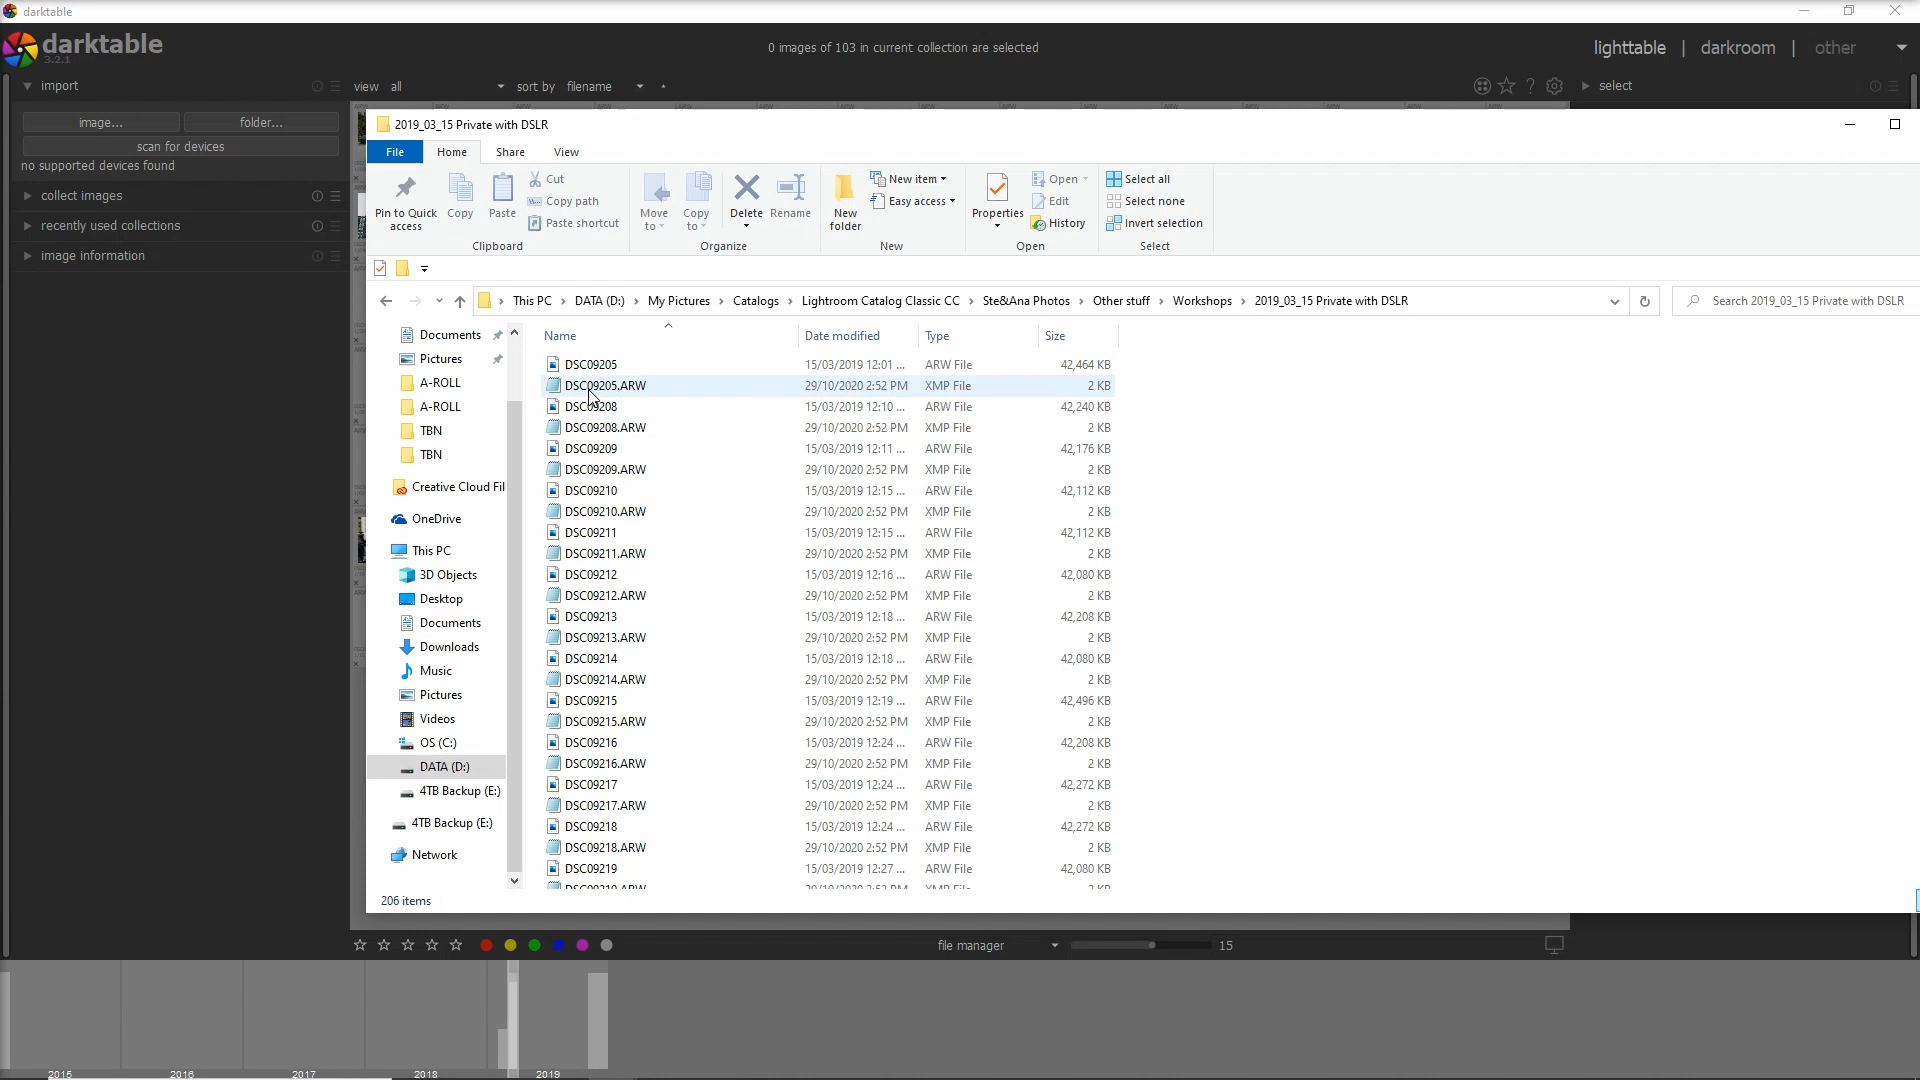 darktable
darktable
3.2.1
0 images of 103 in current collection are selected
lighttable | darkroom | other
import
view all sort by filename
select
image...
folder...
scan for devices
no supported devices found
collect images
recently used collections
image information
2019_03_15 Private with DSLR
File Home Share View
Pin to Quick access
Copy
Paste
Cut
Copy path
Paste shortcut
Clipboard
Move to
Copy to
Delete
Rename
Organize
New folder
New item
Easy access
New
Properties
Open
Edit
History
Open
Select all
Select none
Invert selection
Select
This PC > DATA (D:) > My Pictures > Catalogs > Lightroom Catalog Classic CC > Ste&Ana Photos > Other stuff > Workshops > 2019_03_15 Private with DSLR
Search 2019_03_15 Private with DSLR
Documents
Pictures
A-ROLL
A-ROLL
TBN
TBN
Creative Cloud Fil
OneDrive
This PC
3D Objects
Desktop
Documents
Downloads
Music
Pictures
Videos
OS (C:)
DATA (D:)
4TB Backup (E:)
4TB Backup (E:)
Network
Name Date modified Type Size
DSC09205 15/03/2019 12:01 ... ARW File 42,464 KB
DSC09205.ARW 29/10/2020 2:52 PM XMP File 2 KB
DSC09208 15/03/2019 12:10 ... ARW File 42,240 KB
DSC09208.ARW 29/10/2020 2:52 PM XMP File 2 KB
DSC09209 15/03/2019 12:11 ... ARW File 42,176 KB
DSC09209.ARW 29/10/2020 2:52 PM XMP File 2 KB
DSC09210 15/03/2019 12:15 ... ARW File 42,112 KB
DSC09210.ARW 29/10/2020 2:52 PM XMP File 2 KB
DSC09211 15/03/2019 12:15 ... ARW File 42,112 KB
DSC09211.ARW 29/10/2020 2:52 PM XMP File 2 KB
DSC09212 15/03/2019 12:16 ... ARW File 42,080 KB
DSC09212.ARW 29/10/2020 2:52 PM XMP File 2 KB
DSC09213 15/03/2019 12:18 ... ARW File 42,208 KB
DSC09213.ARW 29/10/2020 2:52 PM XMP File 2 KB
DSC09214 15/03/2019 12:18 ... ARW File 42,080 KB
DSC09214.ARW 29/10/2020 2:52 PM XMP File 2 KB
DSC09215 15/03/2019 12:19 ... ARW File 42,496 KB
DSC09215.ARW 29/10/2020 2:52 PM XMP File 2 KB
DSC09216 15/03/2019 12:24 ... ARW File 42,208 KB
DSC09216.ARW 29/10/2020 2:52 PM XMP File 2 KB
DSC09217 15/03/2019 12:24 ... ARW File 42,272 KB
DSC09217.ARW 29/10/2020 2:52 PM XMP File 2 KB
DSC09218 15/03/2019 12:24 ... ARW File 42,272 KB
DSC09218.ARW 29/10/2020 2:52 PM XMP File 2 KB
DSC09219 15/03/2019 12:27 ... ARW File 42,080 KB
DSC09219.ARW 29/10/2020 2:52 PM XMP File 2 KB
206 items
file manager 15
2015 2016 2017 2018 2019